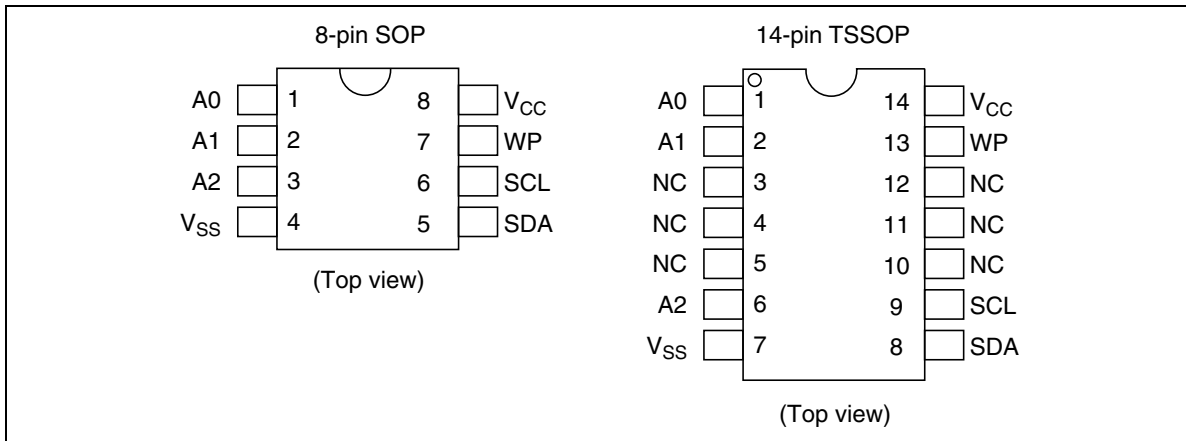 8-pin SOP
A0 1 8 VCC
A1 2 7 WP
A2 3 6 SCL
VSS 4 5 SDA
(Top view)
14-pin TSSOP
A0 1 14 VCC
A1 2 13 WP
NC 3 12 NC
NC 4 11 NC
NC 5 10 NC
A2 6 9 SCL
VSS 7 8 SDA
(Top view)